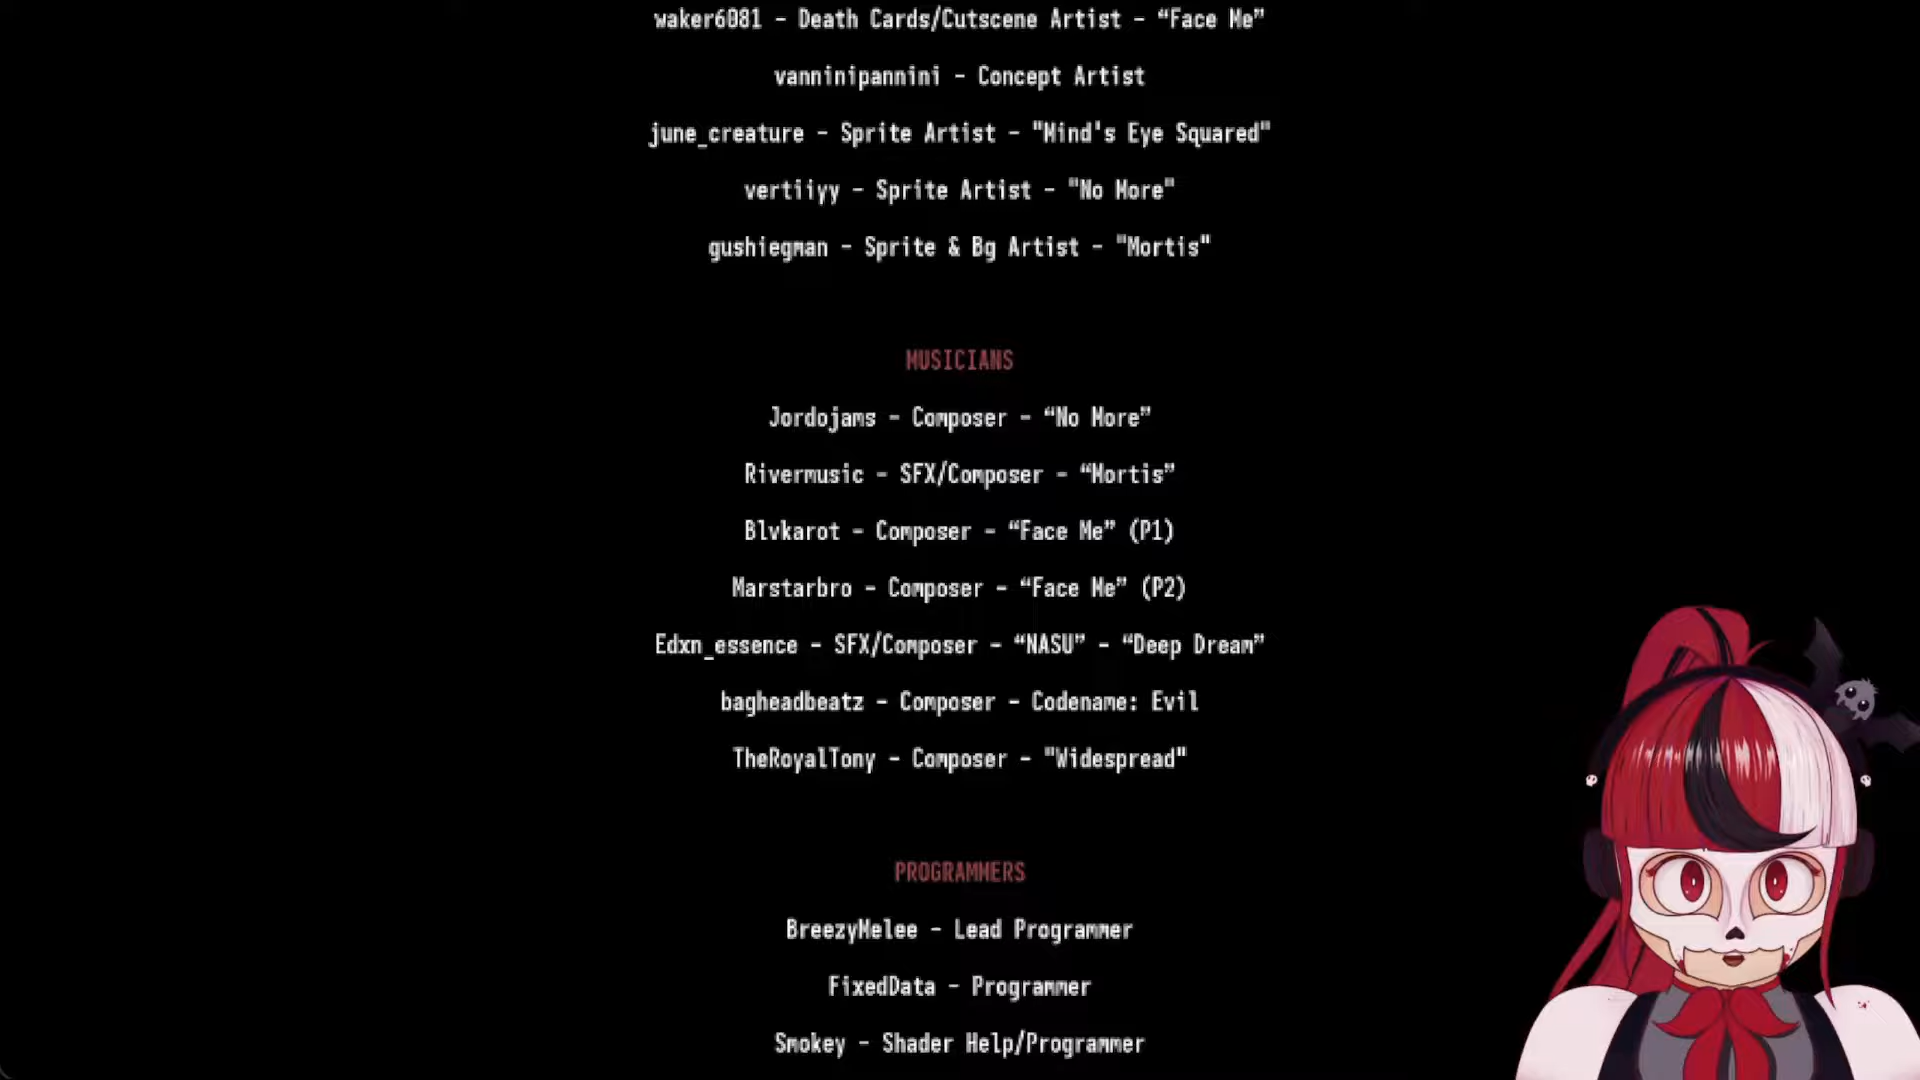 waker6081 - Death Cards/Cutscene Artist - “Face Me”
vanninipannini - Concept Artist
june_creature - Sprite Artist - "Mind's Eye Squared"
vertiiyy - Sprite Artist - "No More"
gushiegman - Sprite & Bg Artist - "Mortis"
MUSICIANS
Jordojams - Composer - “No More”
Rivermusic - SFX/Composer - “Mortis”
Blvkarot - Composer - “Face Me” (P1)
Marstarbro - Composer - “Face Me” (P2)
Edxn_essence - SFX/Composer - “NASU” - “Deep Dream”
bagheadbeatz - Composer - Codename: Evil
TheRoyalTony - Composer - "Widespread"
PROGRAMMERS
BreezyMelee - Lead Programmer
FixedData - Programmer
Smokey - Shader Help/Programmer